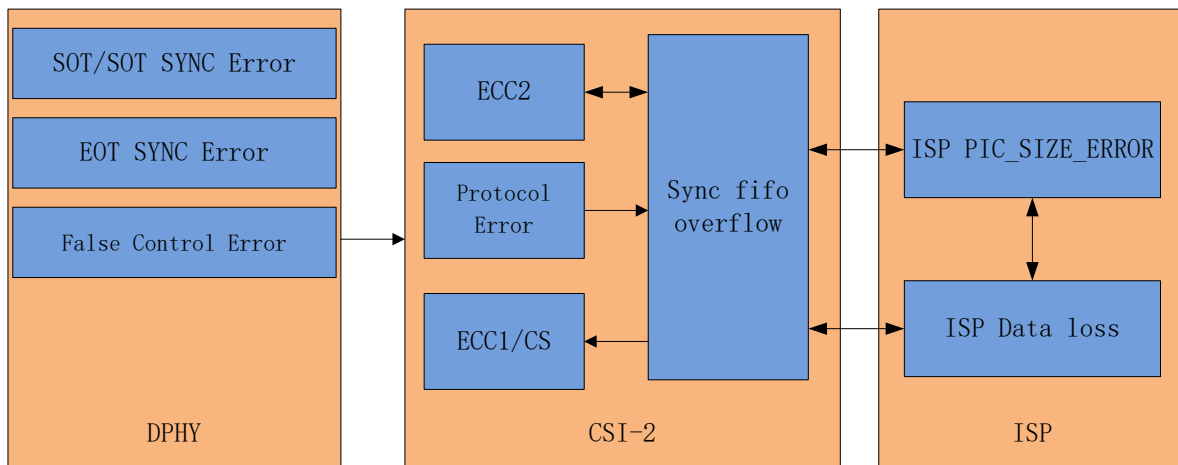 SOT/SOT SYNC Error
EOT SYNC Error
False Control Error
DPHY
ECC2
Protocol
Error
ECC1/CS
Sync fifo
overflow
CSI-2
ISP PIC_SIZE_ERROR
ISP Data loss
ISP